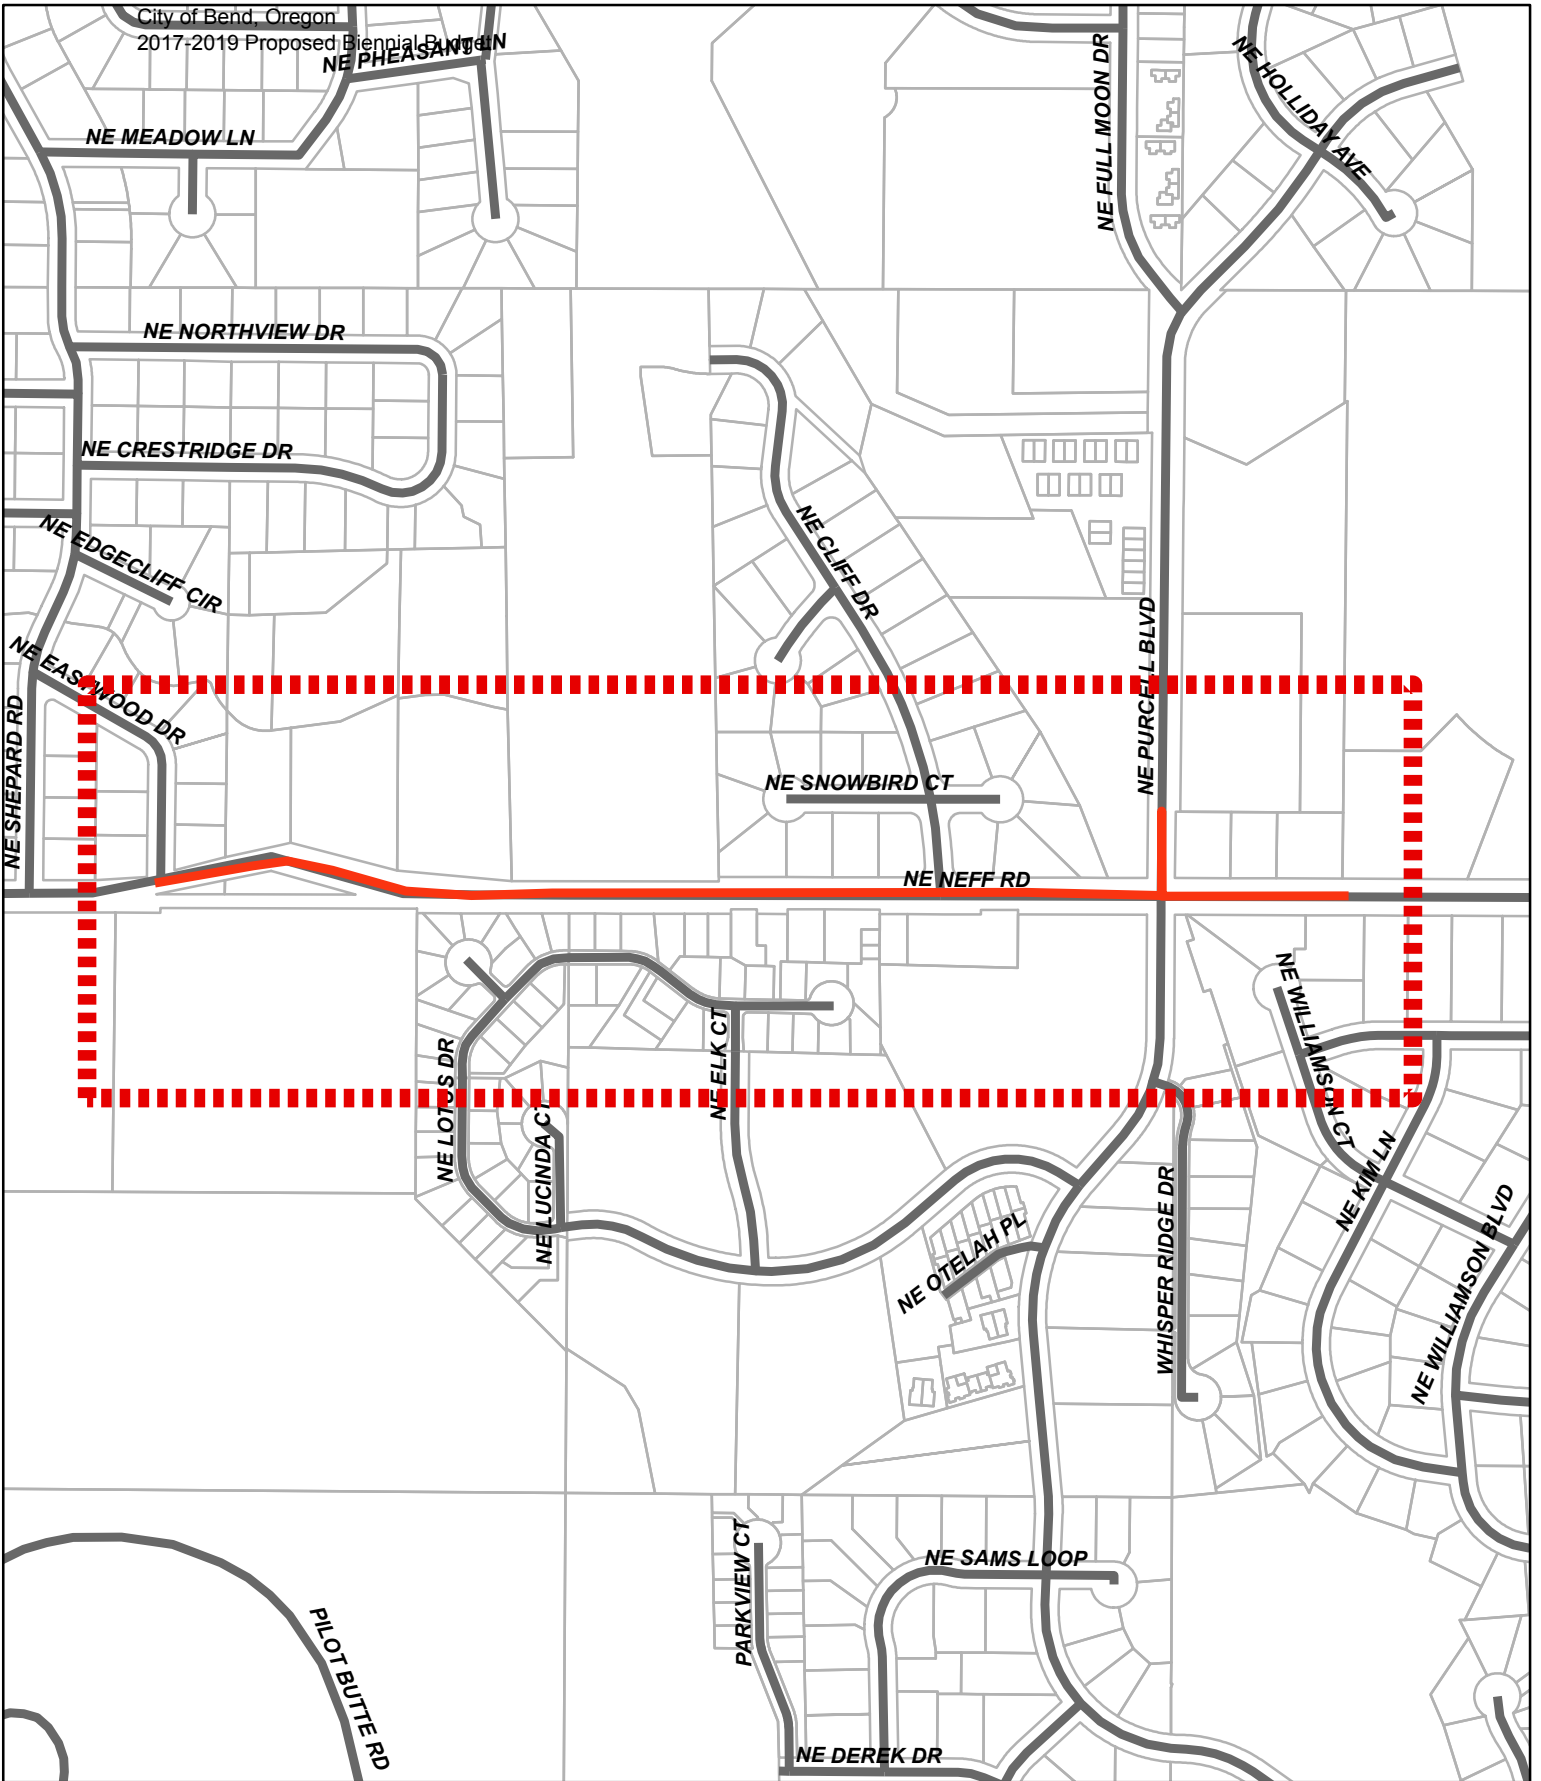 City of Bend, Oregon
2017-2019 Proposed Biennial Budget
NE PHEASANT LN
NE MEADOW LN
NE FULL MOON DR
NE HOLLIDAY AVE
NE NORTHVIEW DR
NE CRESTRIDGE DR
NE EDGECLIFF CIR
NE CLIFF DR
NE EASTWOOD DR
NE SHEPARD RD
NE PURCELL BLVD
NE SNOWBIRD CT
NE NEFF RD
NE WILLIAMSON CT
NE LOTUS DR
NE ELK CT
NE LUCINDA CT
NE KIM LN
WHISPER RIDGE DR
NE OTELAH PL
NE WILLIAMSON BLVD
NE SAMS LOOP
PARKVIEW CT
PILOT BUTTE RD
NE DEREK DR